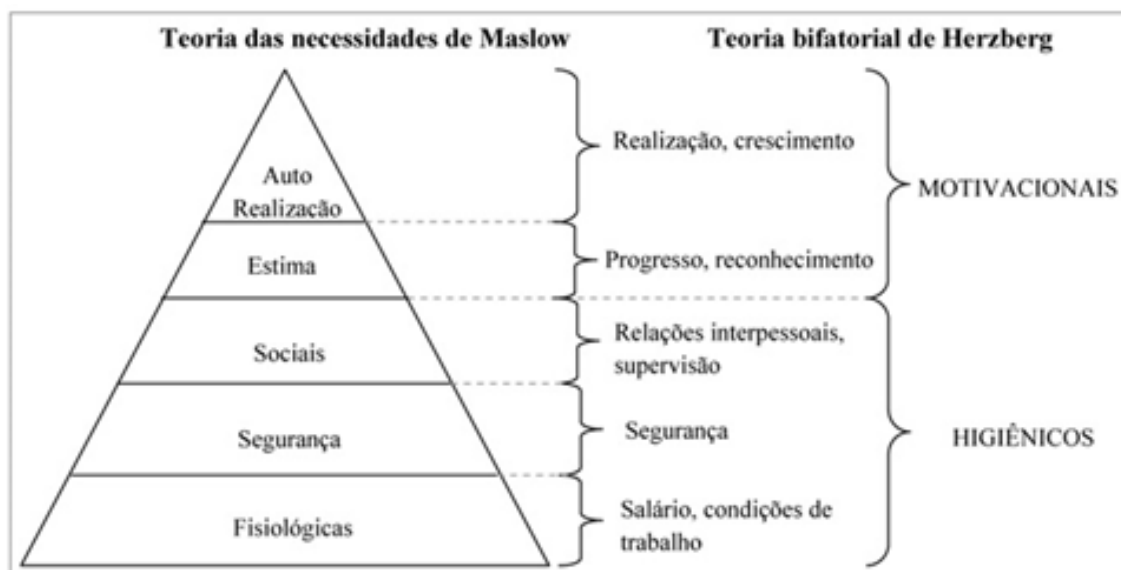 Teoria das necessidades de Maslow
Teoria bifatorial de Herzberg
Auto
Realização
Estima
Sociais
Segurança
Fisiológicas
Realização, crescimento
Progresso, reconhecimento
Relações interpessoais,
supervisão
Segurança
Salário, condições de
trabalho
MOTIVACIONAIS
HIGIÊNICOS